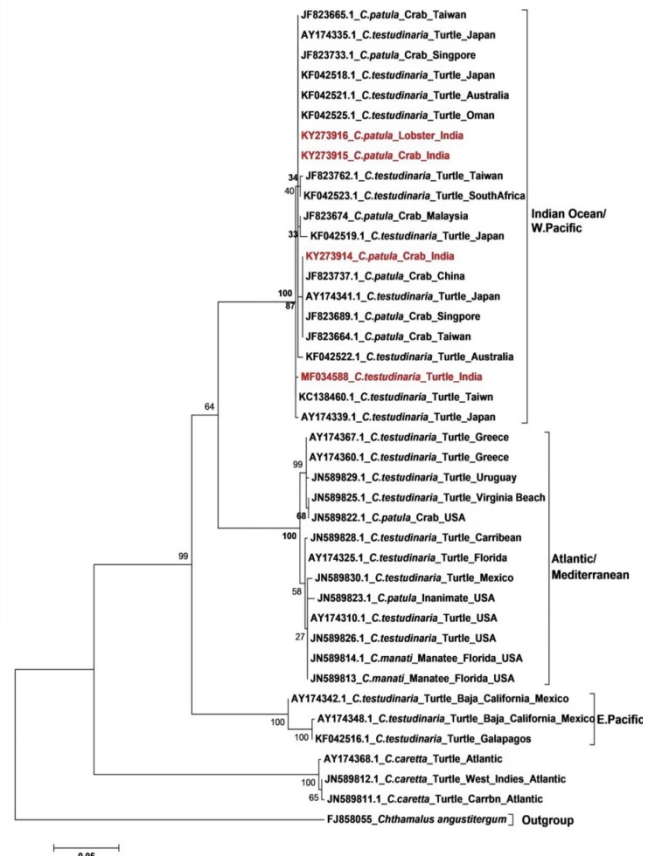 JF823665.1_C.patula_Crab_Taiwan
AY174335.1_C.testudinaria_Turtle_Japan
JF823733.1_C.patula_Crab_Singpore
KF042518.1_C.testudinaria_Turtle_Japan
KF042521.1_C.testudinaria_Turtle_Australia
KF042525.1_C.testudinaria_Turtle_Oman
KY273916_C.patula_Lobster_India
KY273915_C.patula_Crab_India
34
JF823762.1_C.testudinaria_Turtle_Taiwan
40
KF042523.1_C.testudinaria_Turtle_SouthAfrica
JF823674_C.patula_Crab_Malaysia
Indian Ocean/
W.Pacific
33
KF042519.1_C.testudinaria_Turtle_Japan
KY273914_C.patula_Crab_India
JF823737.1_C.patula_Crab_China
100
AY174341.1_C.testudinaria_Turtle_Japan
87
JF823689.1_C.patula_Crab_Singpore
JF823664.1_C.patula_Crab_Taiwan
KF042522.1_C.testudinaria_Turtle_Australia
MF034588_C.testudinaria_Turtle_India
KC138460.1_C.testudinaria_Turtle_Taiwn
64
AY174339.1_C.testudinaria_Turtle_Japan
AY174367.1_C.testudinaria_Turtle_Greece
99
AY174360.1_C.testudinaria_Turtle_Greece
JN589829.1_C.testudinaria_Turtle_Uruguay
JN589825.1_C.testudinaria_Turtle_Virginia Beach
68
JN589822.1_C.patula_Crab_USA
100
JN589828.1_C.testudinaria_Turtle_Carribean
99
AY174325.1_C.testudinaria_Turtle_Florida
Atlantic/
Mediterranean
JN589830.1_C.testudinaria_Turtle_Mexico
58
JN589823.1_C.patula_Inanimate_USA
AY174310.1_C.testudinaria_Turtle_USA
27
JN589826.1_C.testudinaria_Turtle_USA
JN589814.1_C.manati_Manatee_Florida_USA
JN589813_C.manati_Manatee_Florida_USA
AY174342.1_C.testudinaria_Turtle_Baja_California_Mexico
100
AY174348.1_C.testudinaria_Turtle_Baja_California_Mexico
E.Pacific
100
KF042516.1_C.testudinaria_Turtle_Galapagos
AY174368.1_C.caretta_Turtle_Atlantic
100
JN589812.1_C.caretta_Turtle_West_Indies_Atlantic
65
JN589811.1_C.caretta_Turtle_Carrbn_Atlantic
FJ858055_Chthamalus angustitergum
Outgroup
0.05